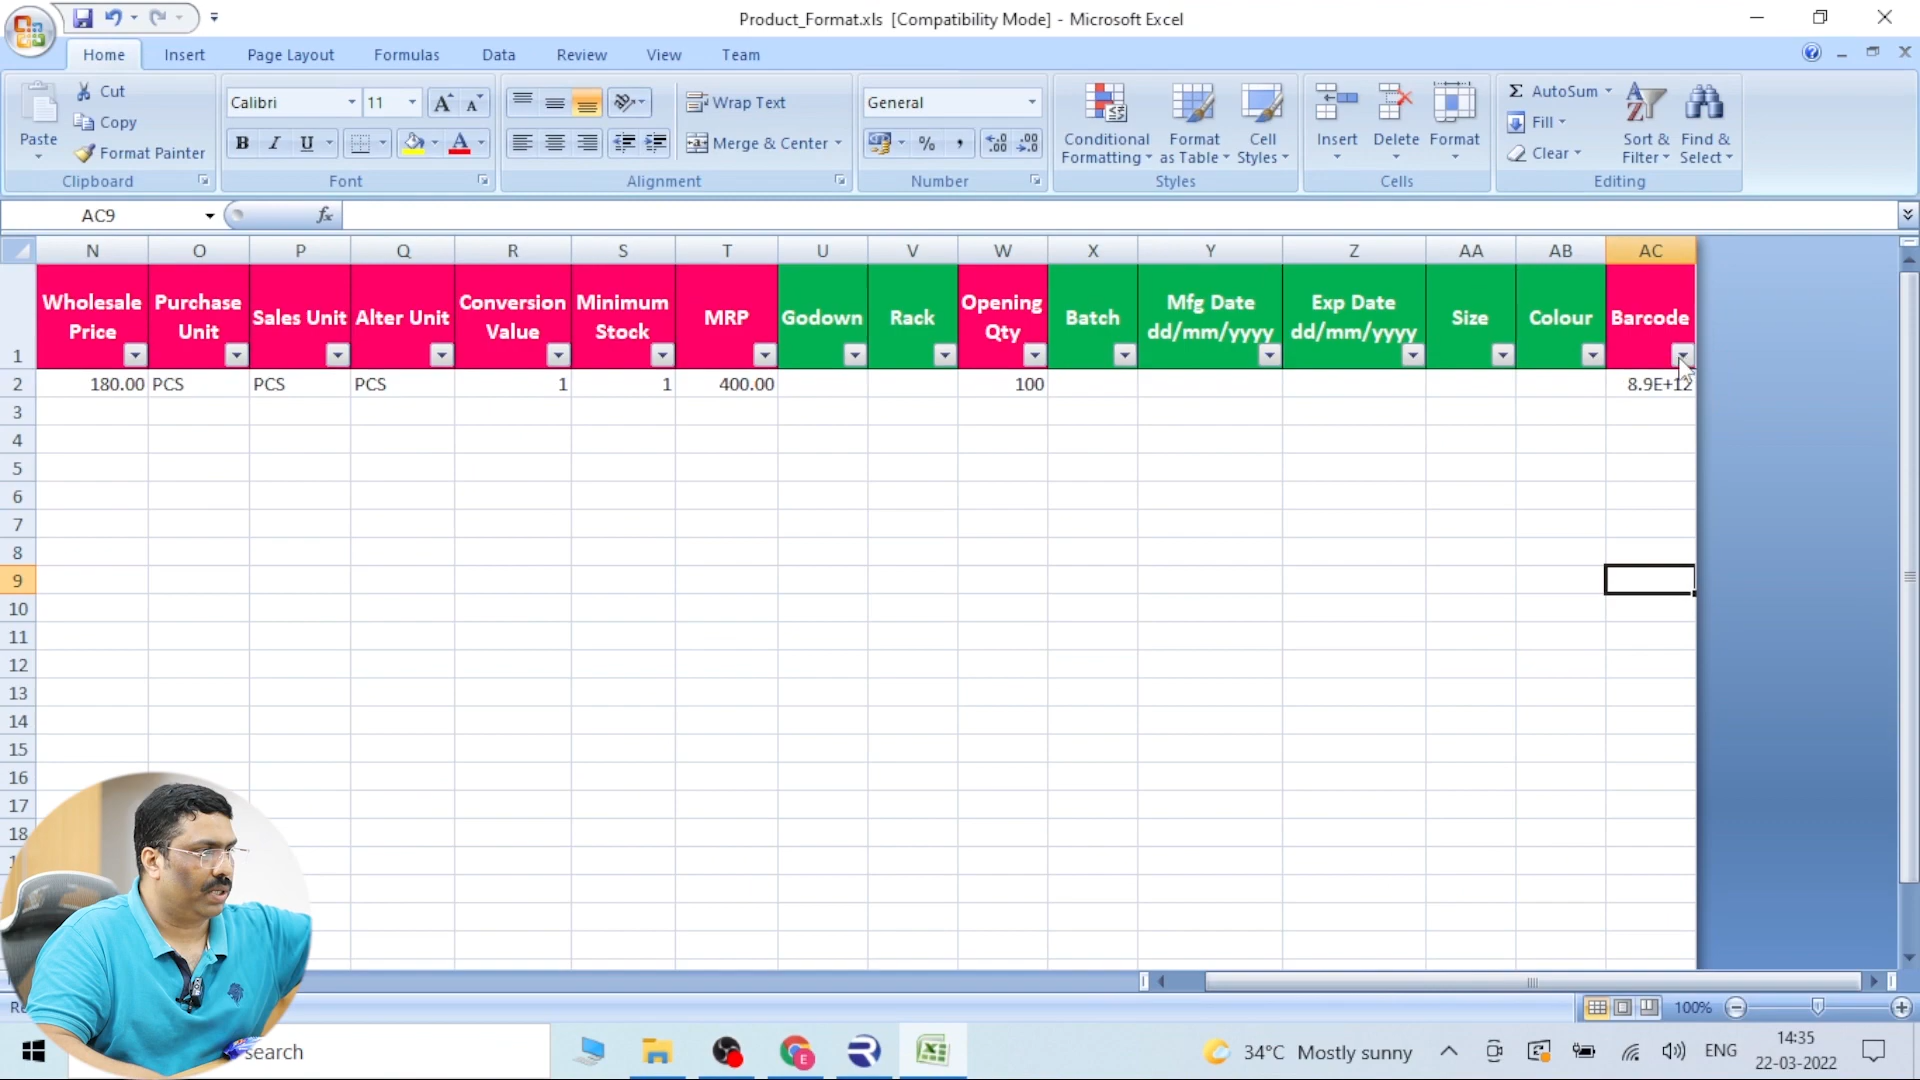 Product_Format.xls [Compatibility Mode] - Microsoft Excel
Home Insert Page Layout Formulas Data Review View Team
Paste
Cut
Copy
Format Painter
Clipboard
Calibri 11
B I U
Font
Wrap Text
Merge & Center
Alignment
General
%
Number
Conditional Formatting
Format as Table
Cell Styles
Styles
Insert Delete Format
Cells
Σ AutoSum
Fill
Clear
Sort & Filter
Find & Select
Editing
AC9 fx
N O P Q R S T U V W X Y Z AA AB AC
1 Wholesale Price Purchase Unit Sales Unit Alter Unit Conversion Value Minimum Stock MRP Godown Rack Opening Qty Batch Mfg Date dd/mm/yyyy Exp Date dd/mm/yyyy Size Colour Barcode
2 180.00 PCS PCS PCS 1 1 400.00 100 8.9E+12
3
4
5
6
7
8
9
10
11
12
13
14
15
16
17
18
100%
search
34°C Mostly sunny
ENG
14:35
22-03-2022